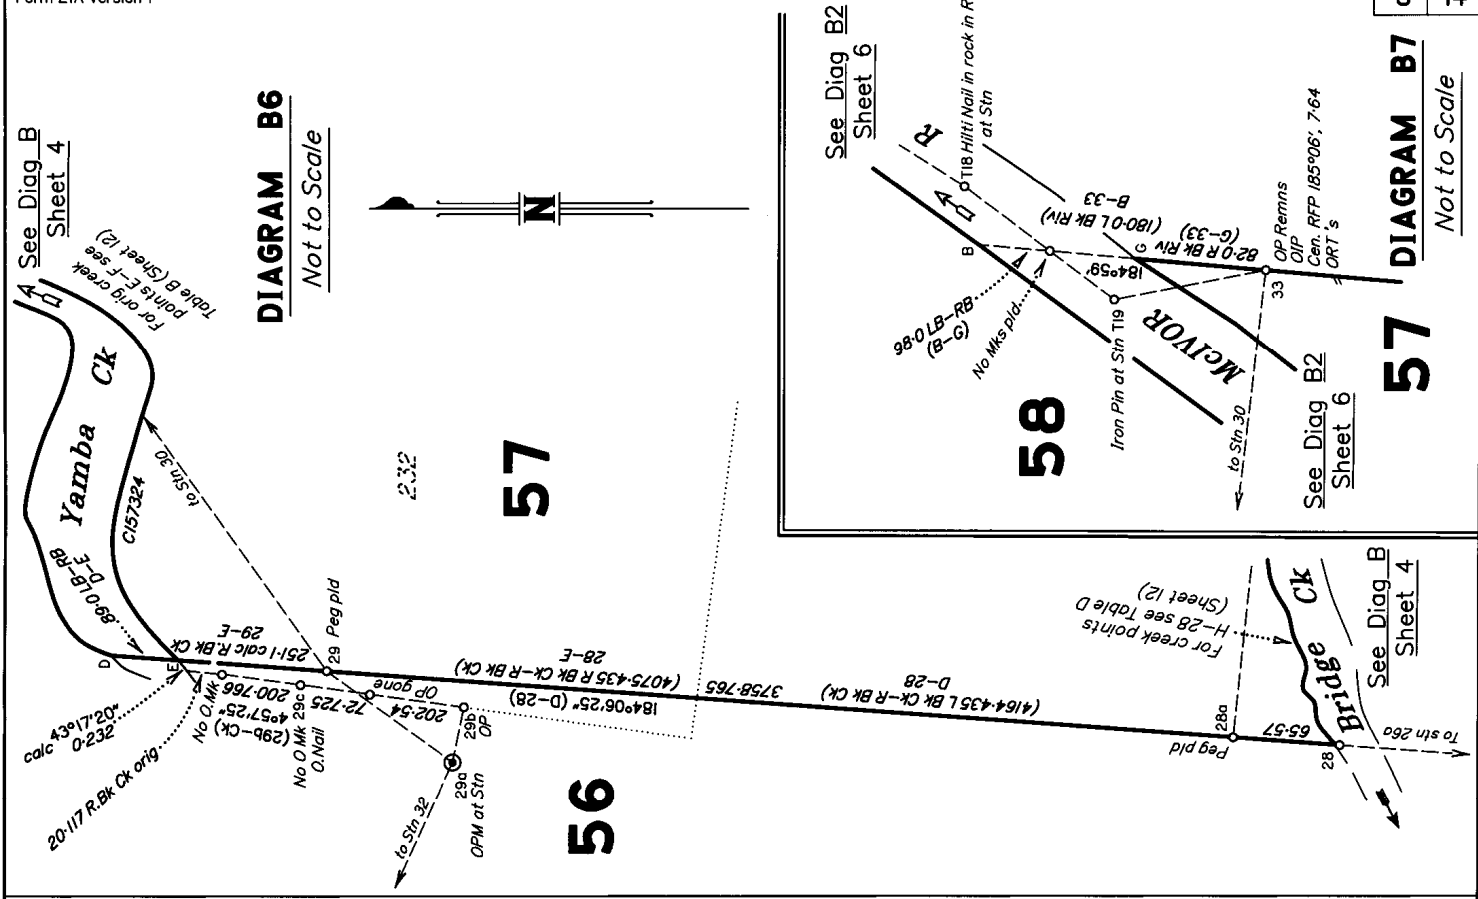 See Diag B
Sheet 4
DIAGRAM B6
Not to Scale
N
For orig creek
points E-F see
Table B (Sheet 12)
Yamba Ck
C157324
89·0 LB-RB
D-E
D
E
to Stn 30
251·1 calc R.Bk Ck
29-E
29 Peg pld
calc 43°17'20"
0·232
20·117 R.Bk Ck orig
No O.Mk
200·766
4°57'25"
(29b-Ck)
No O Mk 29c
O.Nail
72·725
OP gone
202·54
29b
OP
29a
OPM at Stn
to Stn 32
232
57
56
28-E
(4075·435 R Bk Ck-R Bk Ck)
184°06'25" (D-28)
3758·765
D-28
(4164·435 L Bk Ck-R Bk Ck)
28a
Peg pld
65·57
28
Bridge Ck
For creek points
H-28 see Table D
(Sheet 12)
See Diag B
Sheet 4
To stn 26a
See Diag B2
Sheet 6
R
T18 Hilti Nail in rock in R
at Stn
B
B-33
(180·0 L Bk Riv)
82·0 R Bk Riv
(G-33)
G
184°59'
98·0 LB-RB
(B-G)
No Mks pld
Iron Pin at Stn T19
McIVOR
33
OP Remns
OIP
Cen. RFP 185°06', 7·64
ORT's
to Stn 30
58
57
See Diag B2
Sheet 6
DIAGRAM B7
Not to Scale